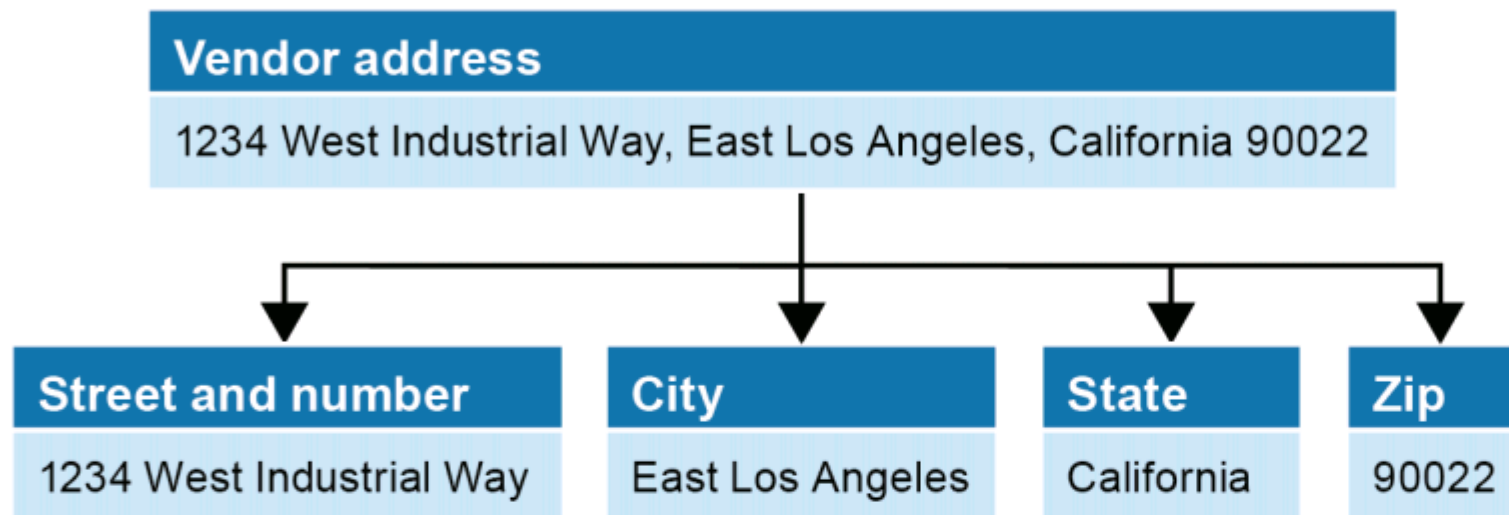 Vendor address
1234 West Industrial Way, East Los Angeles, California 90022
Street and number
1234 West Industrial Way
City
East Los Angeles
State
California
Zip
90022